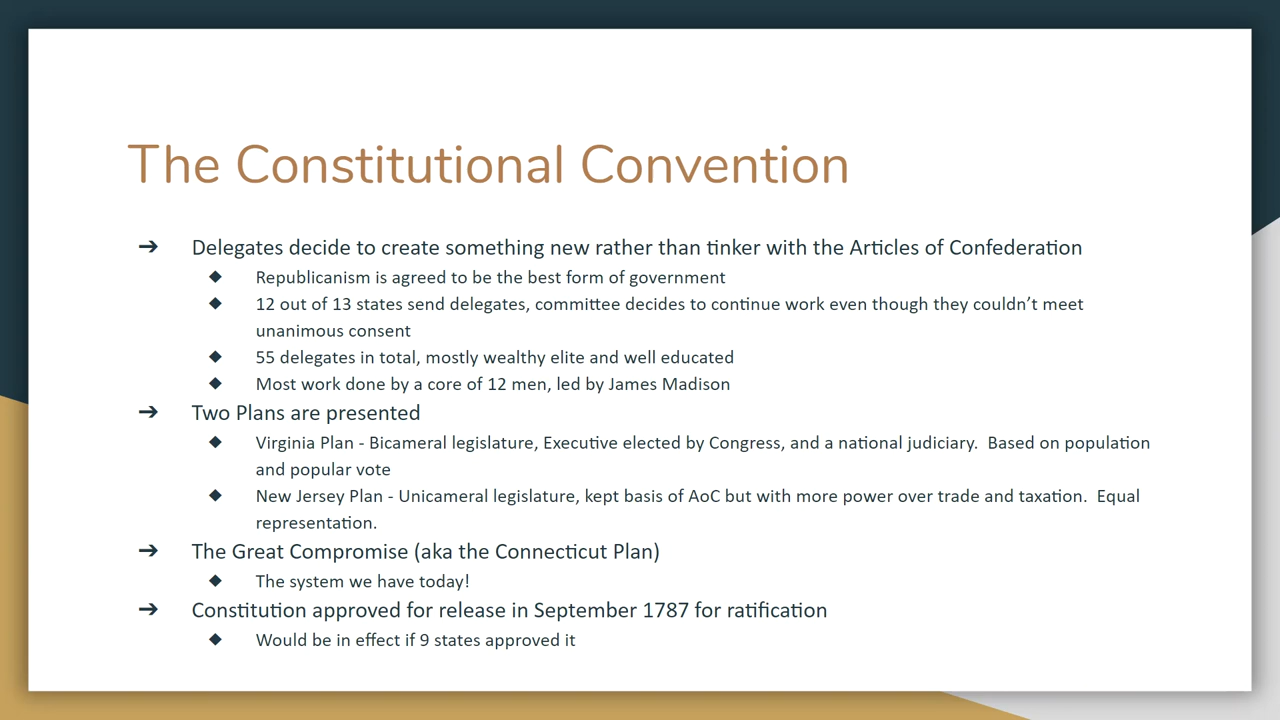 The Constitutional Convention
➔ Delegates decide to create something new rather than tinker with the Articles of Confederation
◆ Republicanism is agreed to be the best form of government
◆ 12 out of 13 states send delegates, committee decides to continue work even though they couldn’t meet
unanimous consent
◆ 55 delegates in total, mostly wealthy elite and well educated
◆ Most work done by a core of 12 men, led by James Madison
➔ Two Plans are presented
◆ Virginia Plan - Bicameral legislature, Executive elected by Congress, and a national judiciary.  Based on population
and popular vote
◆ New Jersey Plan - Unicameral legislature, kept basis of AoC but with more power over trade and taxation.  Equal
representation.
➔ The Great Compromise (aka the Connecticut Plan)
◆ The system we have today!
➔ Constitution approved for release in September 1787 for ratification
◆ Would be in effect if 9 states approved it